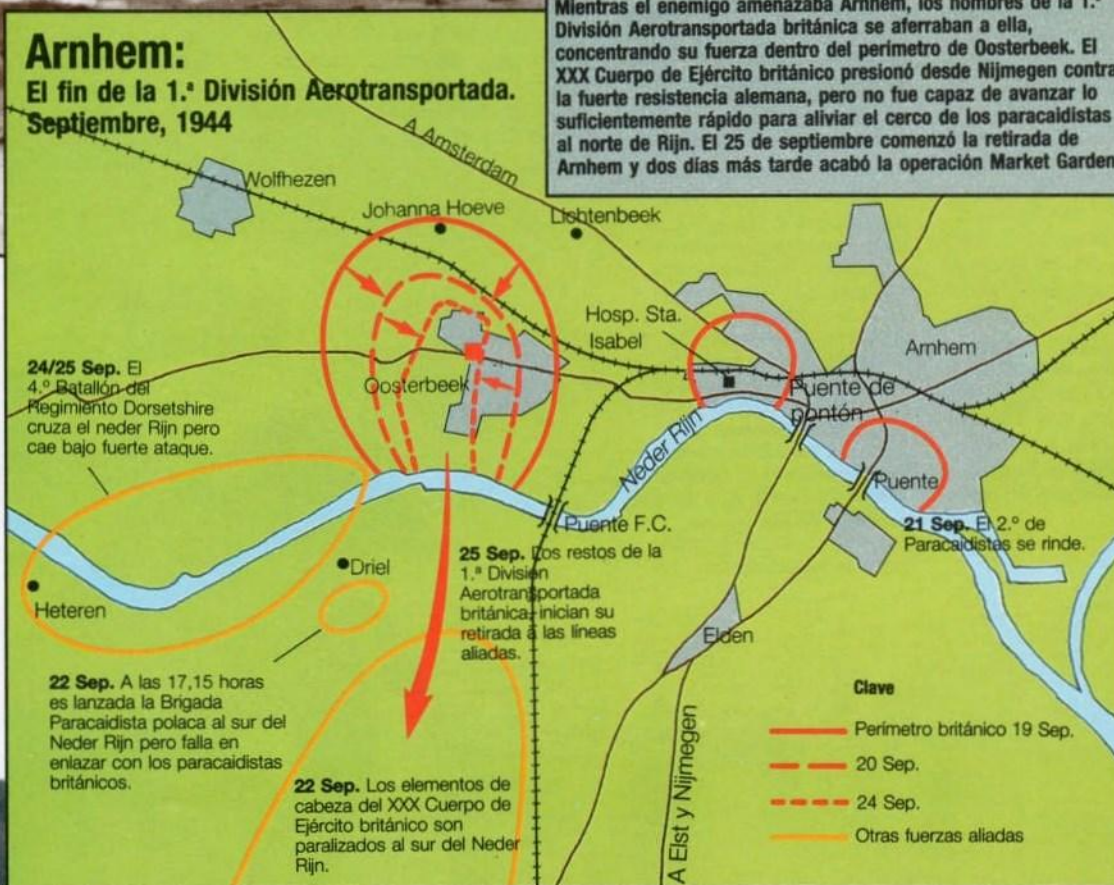 Arnhem:
El fin de la 1.ª División Aerotransportada.
Septiembre, 1944
Mientras el enemigo amenazaba Arnhem, los hombres de la 1.ª
División Aerotransportada británica se aferraban a ella,
concentrando su fuerza dentro del perímetro de Oosterbeek. El
XXX Cuerpo de Ejército británico presionó desde Nijmegen contra
la fuerte resistencia alemana, pero no fue capaz de avanzar lo
suficientemente rápido para aliviar el cerco de los paracaidistas
al norte de Rijn. El 25 de septiembre comenzó la retirada de
Arnhem y dos días más tarde acabó la operación Market Garden
A Amsterdam
Wolfhezen
Johanna Hoeve
Lichtenbeek
Hosp. Sta.
Isabel
Arnhem
24/25 Sep. El
4.º Batallón del
Regimiento Dorsetshire
cruza el neder Rijn pero
cae bajo fuerte ataque.
Oosterbeek
Puente de
pontón
Neder Rijn
Puente
Puente F.C.
21 Sep. El 2.º de
Paracaidistas se rinde.
25 Sep. Los restos de la
1.ª División
Aerotransportada
británica, inician su
retirada a las líneas
aliadas.
Driel
Heteren
Elden
22 Sep. A las 17,15 horas
es lanzada la Brigada
Paracaidista polaca al sur del
Neder Rijn pero falla en
enlazar con los paracaidistas
británicos.
22 Sep. Los elementos de
cabeza del XXX Cuerpo de
Ejército británico son
paralizados al sur del Neder
Rijn.
A Elst y Nijmegen
Clave
Perímetro británico 19 Sep.
20 Sep.
24 Sep.
Otras fuerzas aliadas